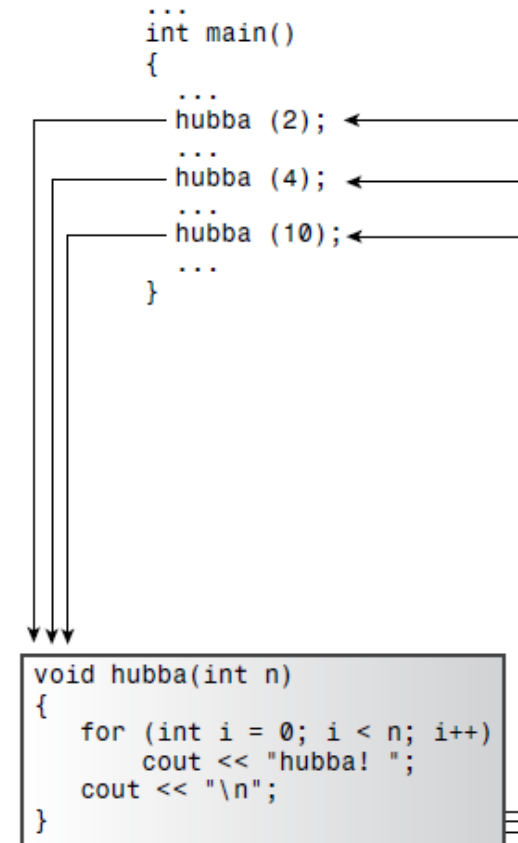 ...
int main()
{
...
hubba (2);
...
hubba (4);
...
hubba (10);
...
}
void hubba(int n)
{
for (int i = 0; i < n; i++)
cout << "hubba! ";
cout << "\n";
}